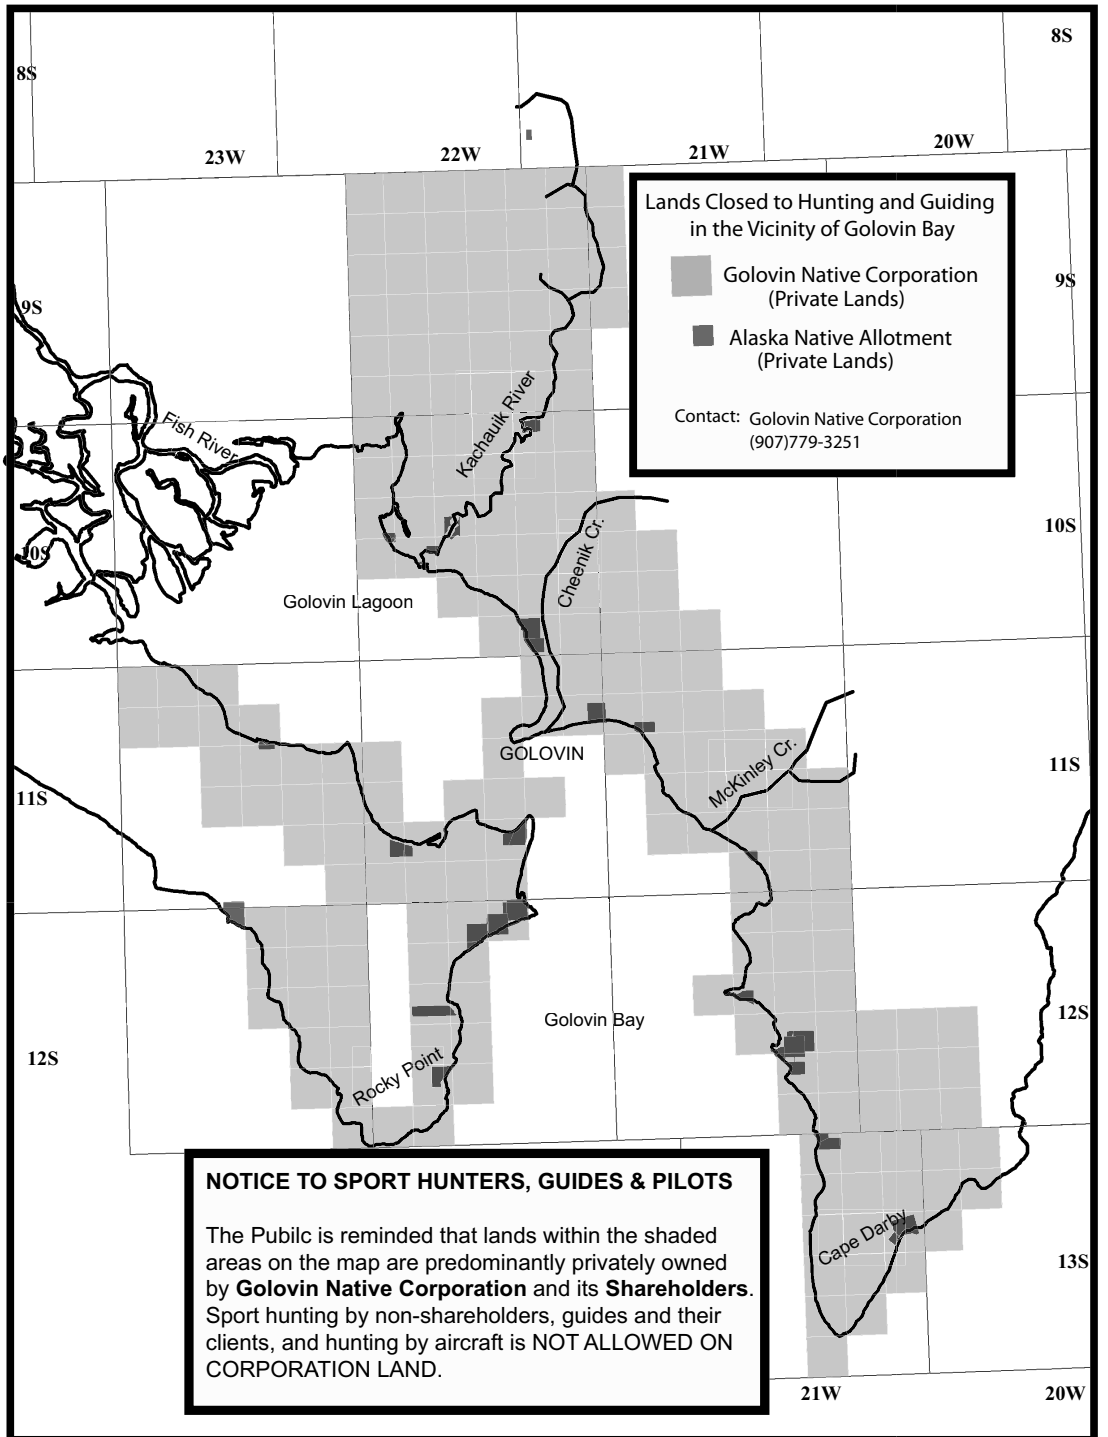 8S
8S
23W
22W
21W
20W
Lands Closed to Hunting and Guiding
in the Vicinity of Golovin Bay
Golovin Native Corporation
(Private Lands)
Alaska Native Allotment
(Private Lands)
Contact: Golovin Native Corporation
(907)779-3251
9S
9S
Fish River
Kachauik River
10S
10S
Cheenik Cr.
Golovin Lagoon
GOLOVIN
McKinley Cr.
11S
11S
Golovin Bay
12S
12S
Rocky Point
Cape Darby
13S
21W
20W
NOTICE TO SPORT HUNTERS, GUIDES & PILOTS
The Pubilc is reminded that lands within the shaded
areas on the map are predominantly privately owned
by Golovin Native Corporation and its Shareholders.
Sport hunting by non-shareholders, guides and their
clients, and hunting by aircraft is NOT ALLOWED ON
CORPORATION LAND.